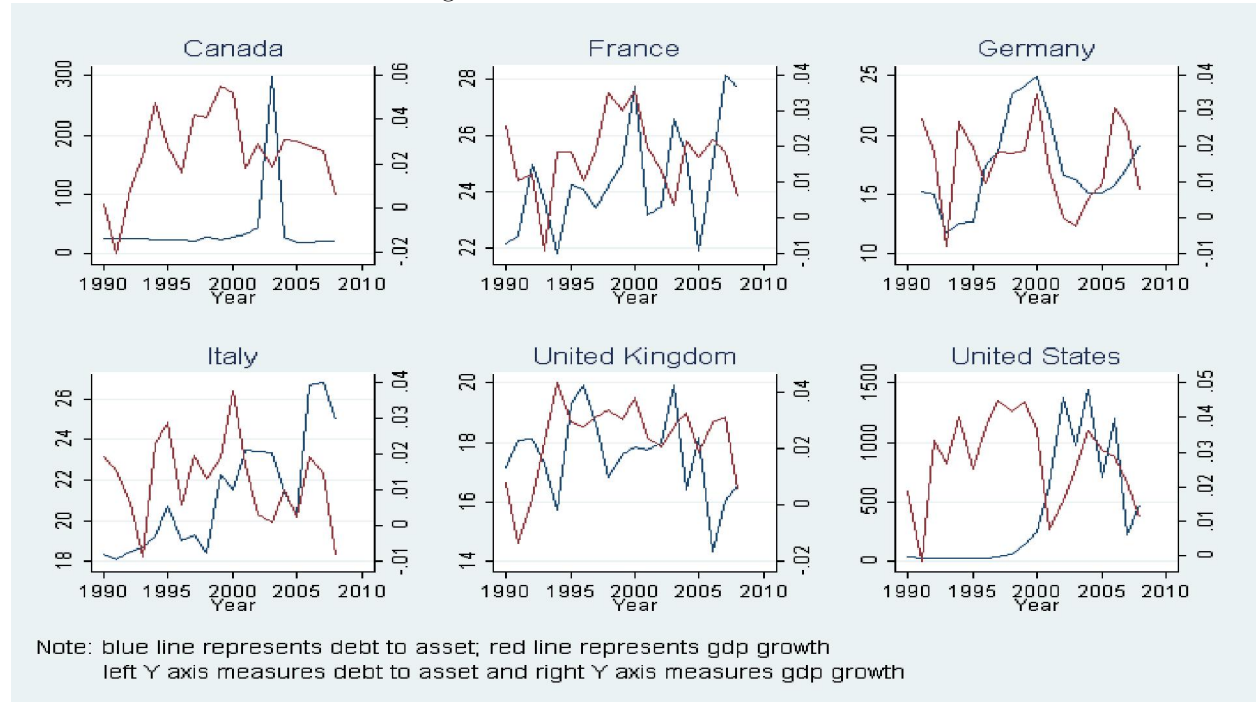 Canada
300
200
100
0
.06
.04
.02
0
-.02
1990 1995 2000 2005 2010
Year
France
28
26
24
22
.04
.03
.02
.01
0
-.01
1990 1995 2000 2005 2010
Year
Germany
25
20
15
10
.04
.03
.02
.01
0
-.01
1990 1995 2000 2005 2010
Year
Italy
26
24
22
20
18
.04
.03
.02
.01
0
-.01
1990 1995 2000 2005 2010
Year
United Kingdom
20
18
16
14
.04
.02
0
-.02
1990 1995 2000 2005 2010
Year
United States
1500
1000
500
0
.05
.04
.03
.02
.01
0
1990 1995 2000 2005 2010
Year
Note: blue line represents debt to asset; red line represents gdp growth
left Y axis measures debt to asset and right Y axis measures gdp growth